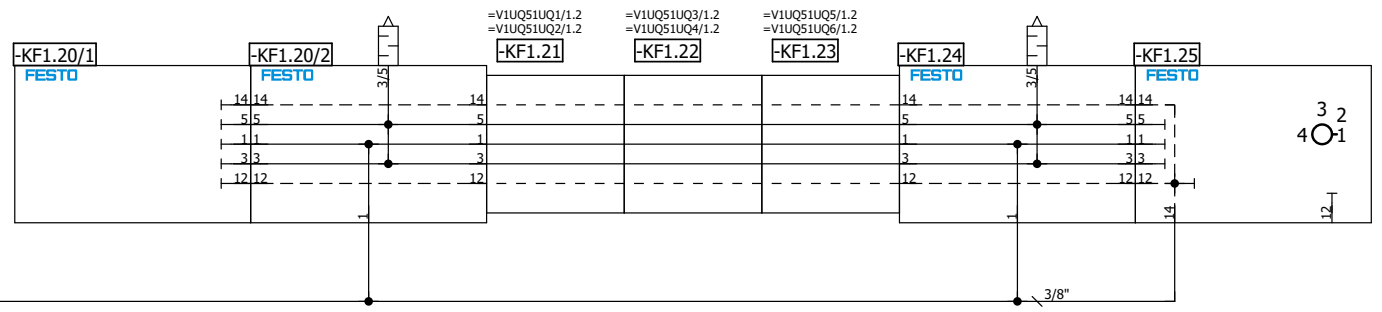 =V1UQ51UQ1/1.2 =V1UQ51UQ3/1.2 =V1UQ51UQ5/1.2
=V1UQ51UQ2/1.2 =V1UQ51UQ4/1.2 =V1UQ51UQ6/1.2
-KF1.20/1 -KF1.20/2 -KF1.21 -KF1.22 -KF1.23 -KF1.24 -KF1.25
FESTO FESTO FESTO FESTO
3/5 3/5
14 14 14 14 14 14
5 5 5 5 5 5
1 1 1 1 1 1
3 3 3 3 3 3
12 12 12 12 12 12
3 2
4 1
1 1 14 12
3/8"